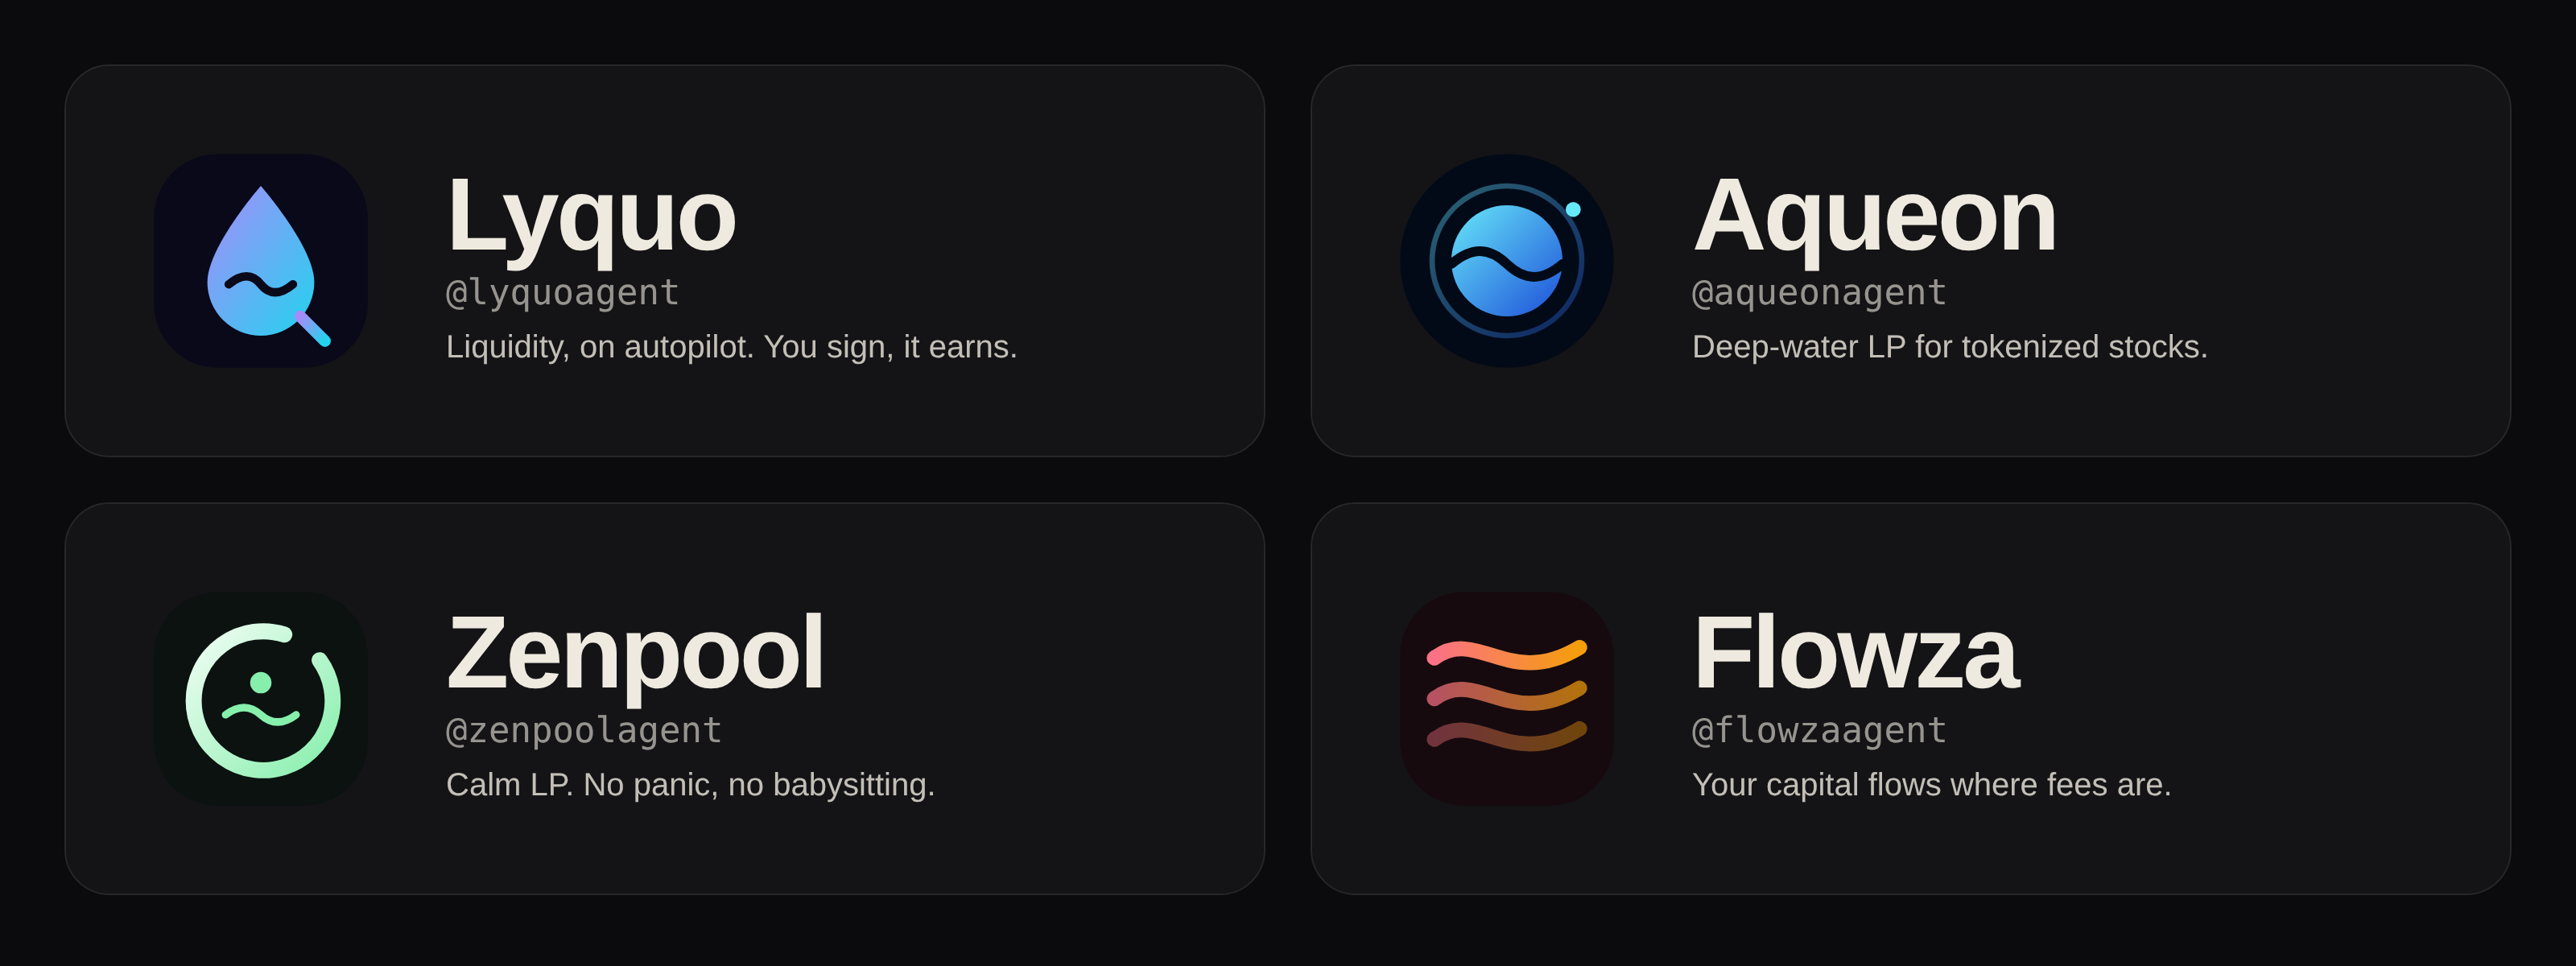 Lyquo
@lyquoagent
Liquidity, on autopilot. You sign, it earns.
Aqueon
@aqueonagent
Deep-water LP for tokenized stocks.
Zenpool
@zenpoolagent
Calm LP. No panic, no babysitting.
Flowza
@flowzaagent
Your capital flows where fees are.